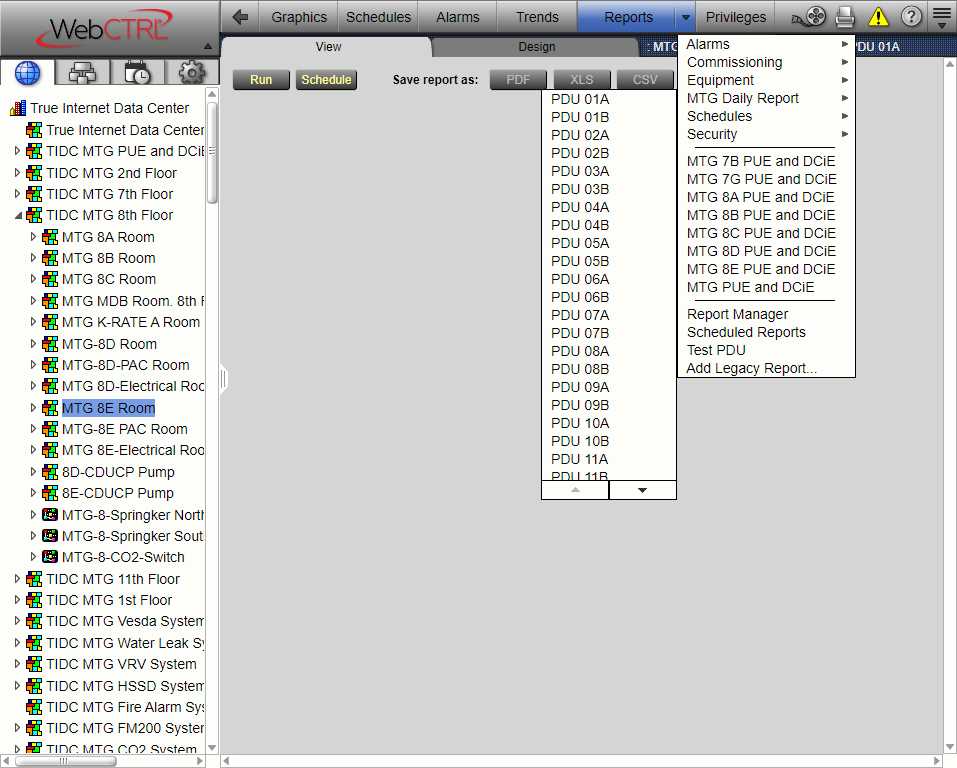 WebCTRL
Graphics
Schedules
Alarms
Trends
Reports
Privileges
View
Design
: MTG
PDU 01A
Run
Schedule
Save report as:
PDF
XLS
CSV
True Internet Data Center
True Internet Data Center
TIDC MTG PUE and DCiE
TIDC MTG 2nd Floor
TIDC MTG 7th Floor
TIDC MTG 8th Floor
MTG 8A Room
MTG 8B Room
MTG 8C Room
MTG MDB Room. 8th F
MTG K-RATE A Room
MTG-8D Room
MTG-8D-PAC Room
MTG 8D-Electrical Roo
MTG 8E Room
MTG-8E PAC Room
MTG 8E-Electrical Roo
8D-CDUCP Pump
8E-CDUCP Pump
MTG-8-Springker North
MTG-8-Springker Sout
MTG-8-CO2-Switch
TIDC MTG 11th Floor
TIDC MTG 1st Floor
TIDC MTG Vesda System
TIDC MTG Water Leak Sy
TIDC MTG VRV System
TIDC MTG HSSD System
TIDC MTG Fire Alarm Sys
TIDC MTG FM200 System
TIDC MTG CO2 System
PDU 01A
PDU 01B
PDU 02A
PDU 02B
PDU 03A
PDU 03B
PDU 04A
PDU 04B
PDU 05A
PDU 05B
PDU 06A
PDU 06B
PDU 07A
PDU 07B
PDU 08A
PDU 08B
PDU 09A
PDU 09B
PDU 10A
PDU 10B
PDU 11A
PDU 11B
Alarms
Commissioning
Equipment
MTG Daily Report
Schedules
Security
MTG 7B PUE and DCiE
MTG 7G PUE and DCiE
MTG 8A PUE and DCiE
MTG 8B PUE and DCiE
MTG 8C PUE and DCiE
MTG 8D PUE and DCiE
MTG 8E PUE and DCiE
MTG PUE and DCiE
Report Manager
Scheduled Reports
Test PDU
Add Legacy Report...